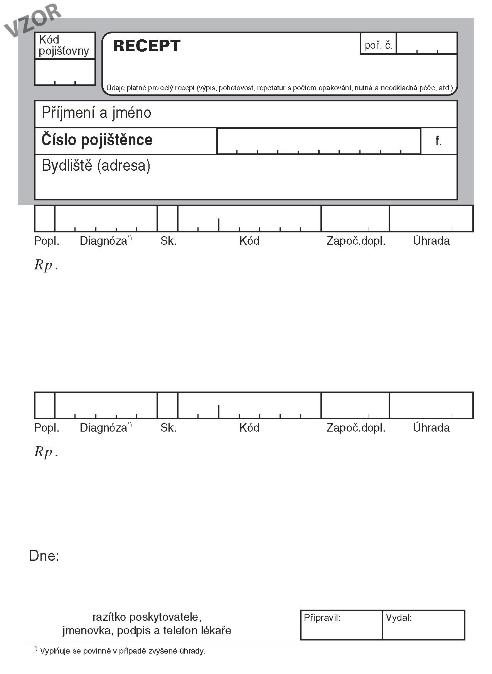 VZOR
Kód
pojišťovny
RECEPT
poř. č.
Údaje platné pro celý recept (výpis, pohotovost, repetatur s počtem opakování, nutná a neodkladná péče, atd.)
Příjmení a jméno
Číslo pojištěnce
f.
Bydliště (adresa)
Popl. Diagnóza*) Sk. Kód Započ.dopl. Úhrada
Rp.
Popl. Diagnóza*) Sk. Kód Započ.dopl. Úhrada
Rp.
Dne:
razítko poskytovatele,
jmenovka, podpis a telefon lékaře
Připravil: Vydal:
*) Vyplňuje se povinně v případě zvýšené úhrady.